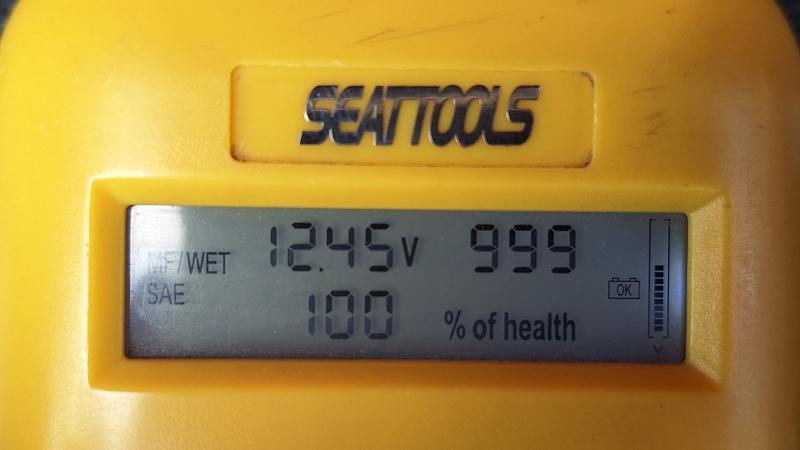 SEATTOOLS
MF/WET 12.45V 999
SAE
OK
100 % of health
V